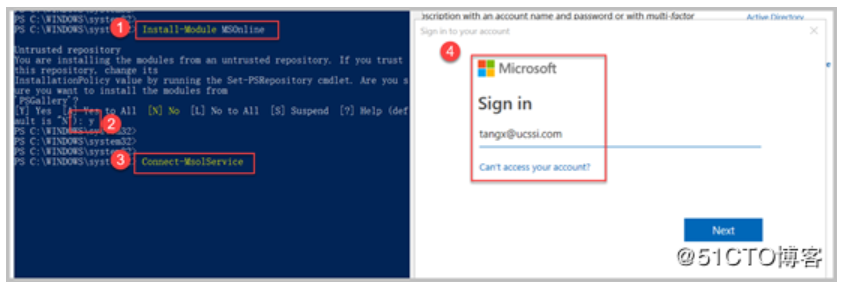 PS C:\WINDOWS\system32>
PS C:\WINDOWS\system32> Install-Module MSOnline
1
Untrusted repository
You are installing the modules from an untrusted repository. If you trust
this repository, change its
InstallationPolicy value by running the Set-PSRepository cmdlet. Are you s
ure you want to install the modules from
'PSGallery'?
[Y] Yes [A] Yes to All [N] No [L] No to All [S] Suspend [?] Help (def
ault is "N"): y
2
PS C:\WINDOWS\system32>
PS C:\WINDOWS\system32>
PS C:\WINDOWS\system32> Connect-MsolService
3
scription with an account name and password or with multi-factor
Active Directory
Sign in to your account
4
Microsoft
Sign in
tangx@ucssi.com
Can't access your account?
Next
@51CTO博客